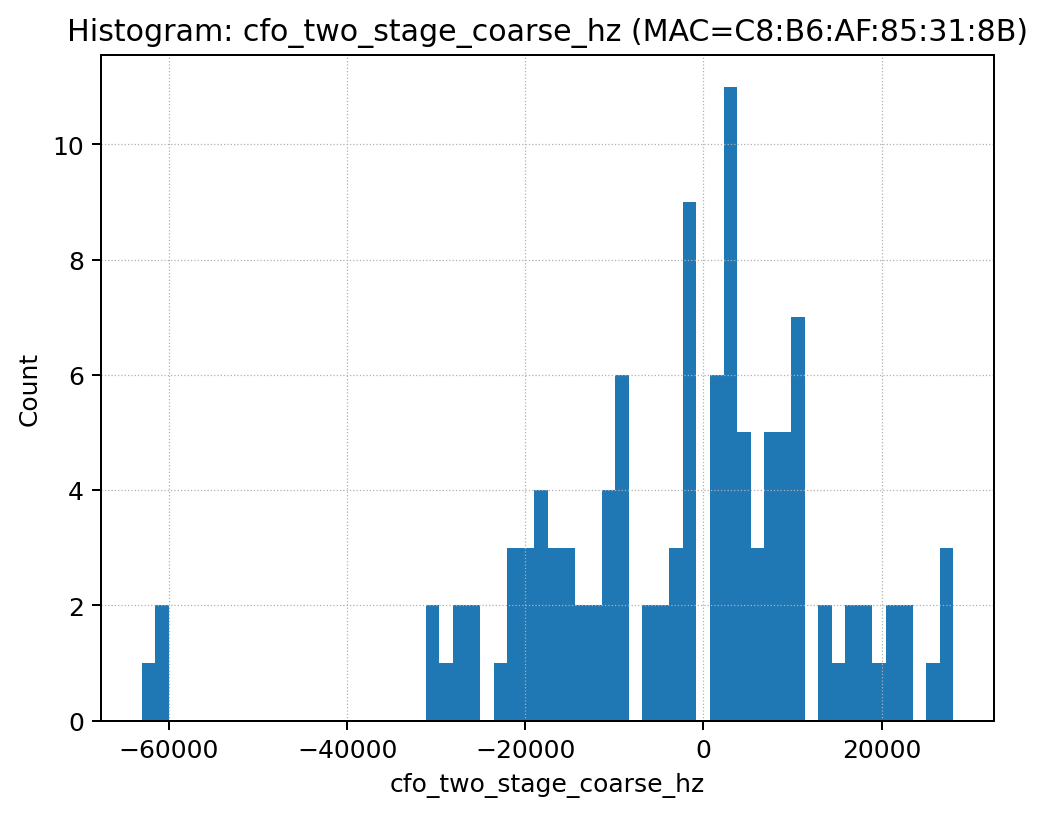 Histogram: cfo_two_stage_coarse_hz (MAC=C8:B6:AF:85:31:8B)
10
8
6
4
2
0
Count
−60000 −40000 −20000 0 20000
cfo_two_stage_coarse_hz